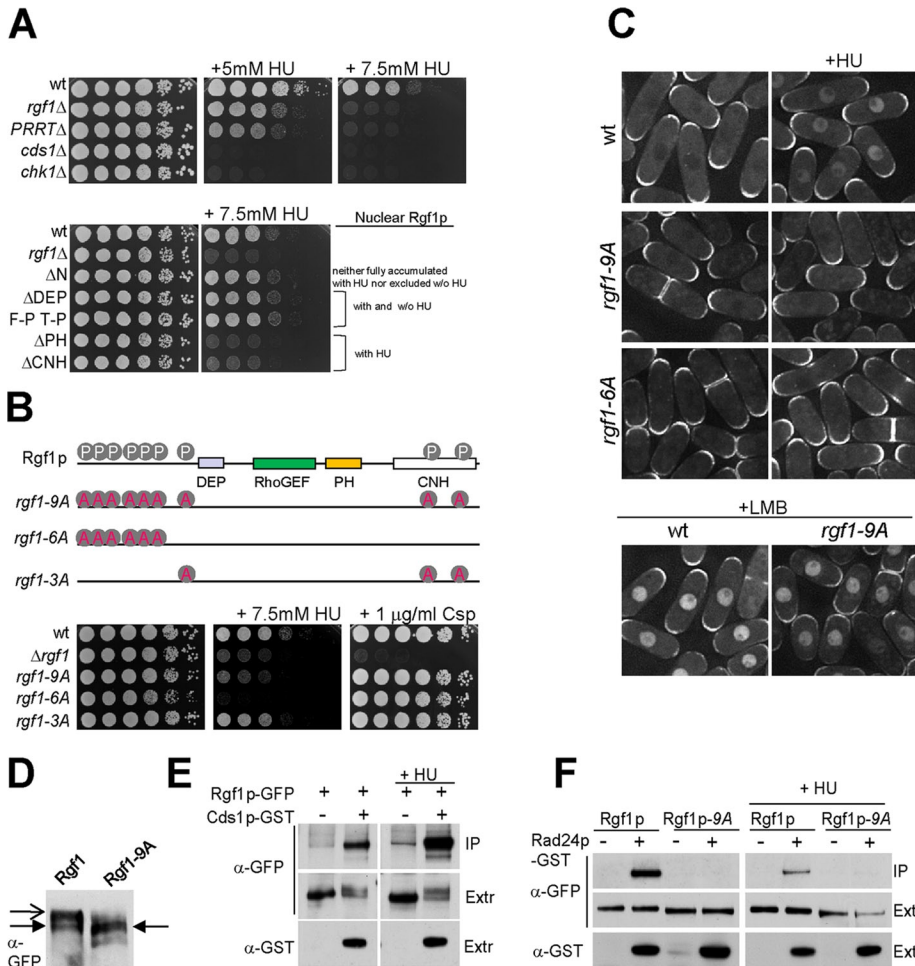 A
+5mM HU + 7.5mM HU
wt
rgf1Δ
PRRTΔ
cds1Δ
chk1Δ
+ 7.5mM HU Nuclear Rgf1p
wt
rgf1Δ
ΔN neither fully accumulated
with HU nor excluded w/o HU
ΔDEP
with and w/o HU
F-P T-P
ΔPH
with HU
ΔCNH
B
P P P P P P P P P
Rgf1p
DEP RhoGEF PH CNH
rgf1-9A A A A A A A A A A
rgf1-6A A A A A A A
rgf1-3A A A A
+ 7.5mM HU + 1 µg/ml Csp
wt
Δrgf1
rgf1-9A
rgf1-6A
rgf1-3A
C
+HU
wt
rgf1-9A
rgf1-6A
+LMB
wt rgf1-9A
D
Rgf1 Rgf1-9A
α-
GFP
E
+ HU
Rgf1p-GFP + + + +
Cds1p-GST - + - +
α-GFP
IP
Extr
α-GST Extr
F
+ HU
Rgf1p Rgf1p-9A Rgf1p Rgf1p-9A
Rad24p - + - + - + - +
-GST
α-GFP
IP
Ext
α-GST Ext